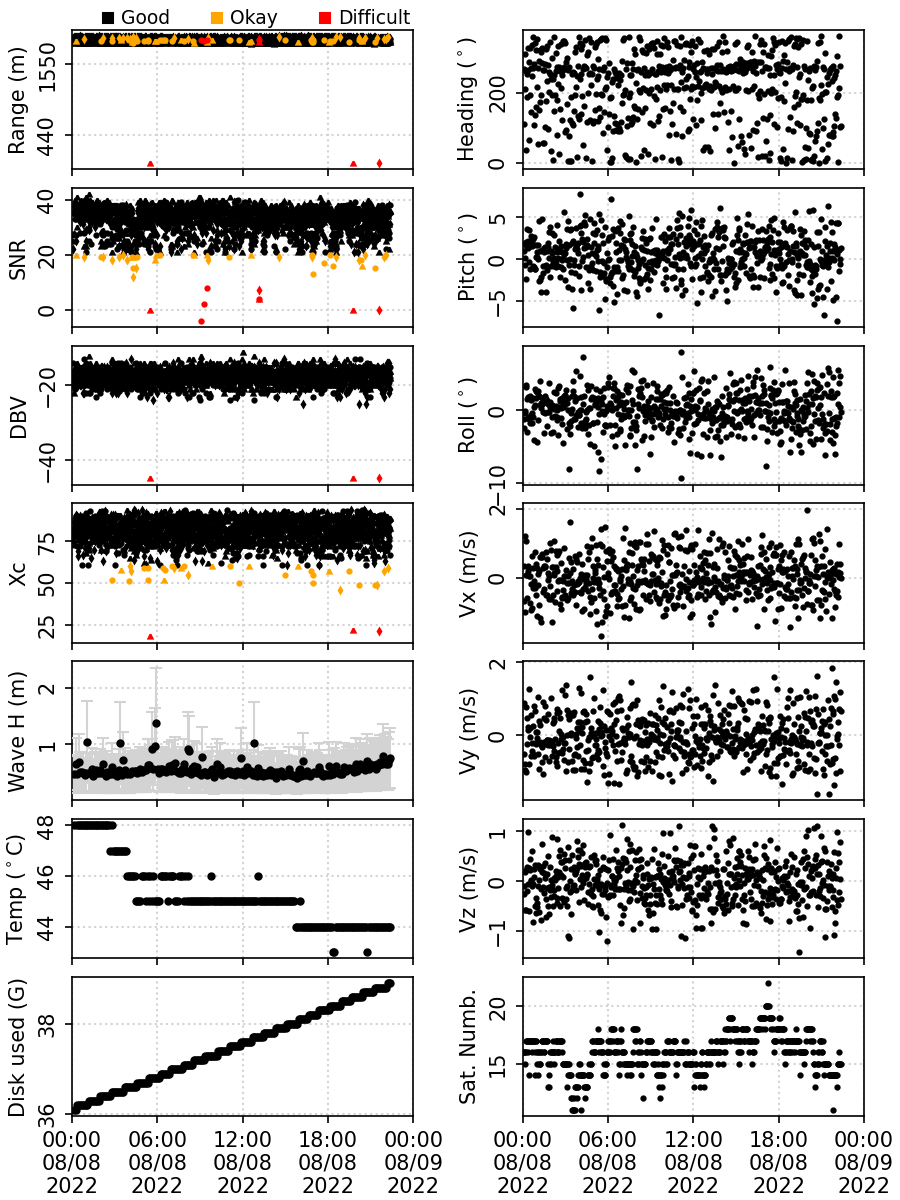 Good Okay Difficult
Range (m)
1550
440
Heading (°)
200
0
SNR
40
20
0
Pitch (°)
5
0
−5
DBV
−20
−40
Roll (°)
0
−10
Xc
75
50
25
Vx (m/s)
2
0
Wave H (m)
2
1
Vy (m/s)
2
0
Temp (°C)
48
46
44
Vz (m/s)
1
0
−1
Disk used (G)
38
36
Sat. Numb.
20
15
00:00 06:00 12:00 18:00 00:00
08/08 08/08 08/08 08/08 08/09
2022 2022 2022 2022 2022
00:00 06:00 12:00 18:00 00:00
08/08 08/08 08/08 08/08 08/09
2022 2022 2022 2022 2022